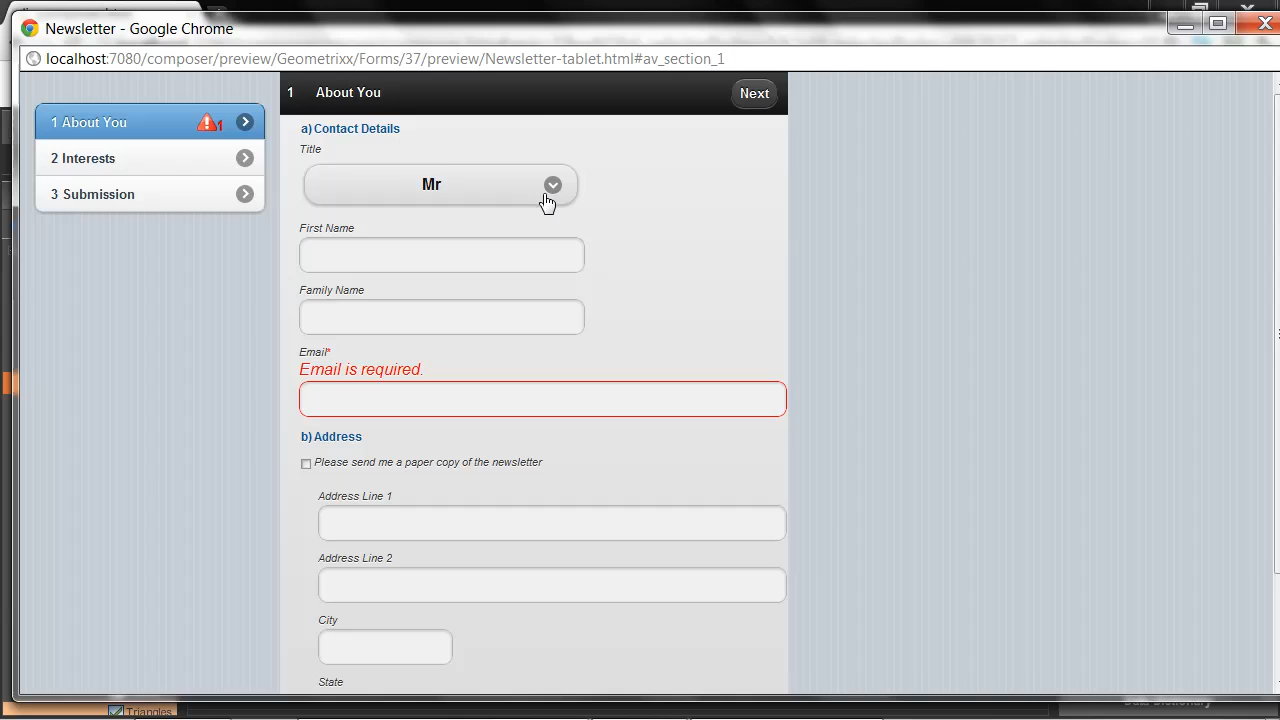 Newsletter - Google Chrome
localhost:7080/composer/preview/Geometrixx/Forms/37/preview/Newsletter-tablet.html#av_section_1
1 About You Next
1 About You 1
2 Interests
3 Submission
a) Contact Details
Title
Mr
First Name
Family Name
Email*
Email is required.
b) Address
Please send me a paper copy of the newsletter
Address Line 1
Address Line 2
City
State
Triangles